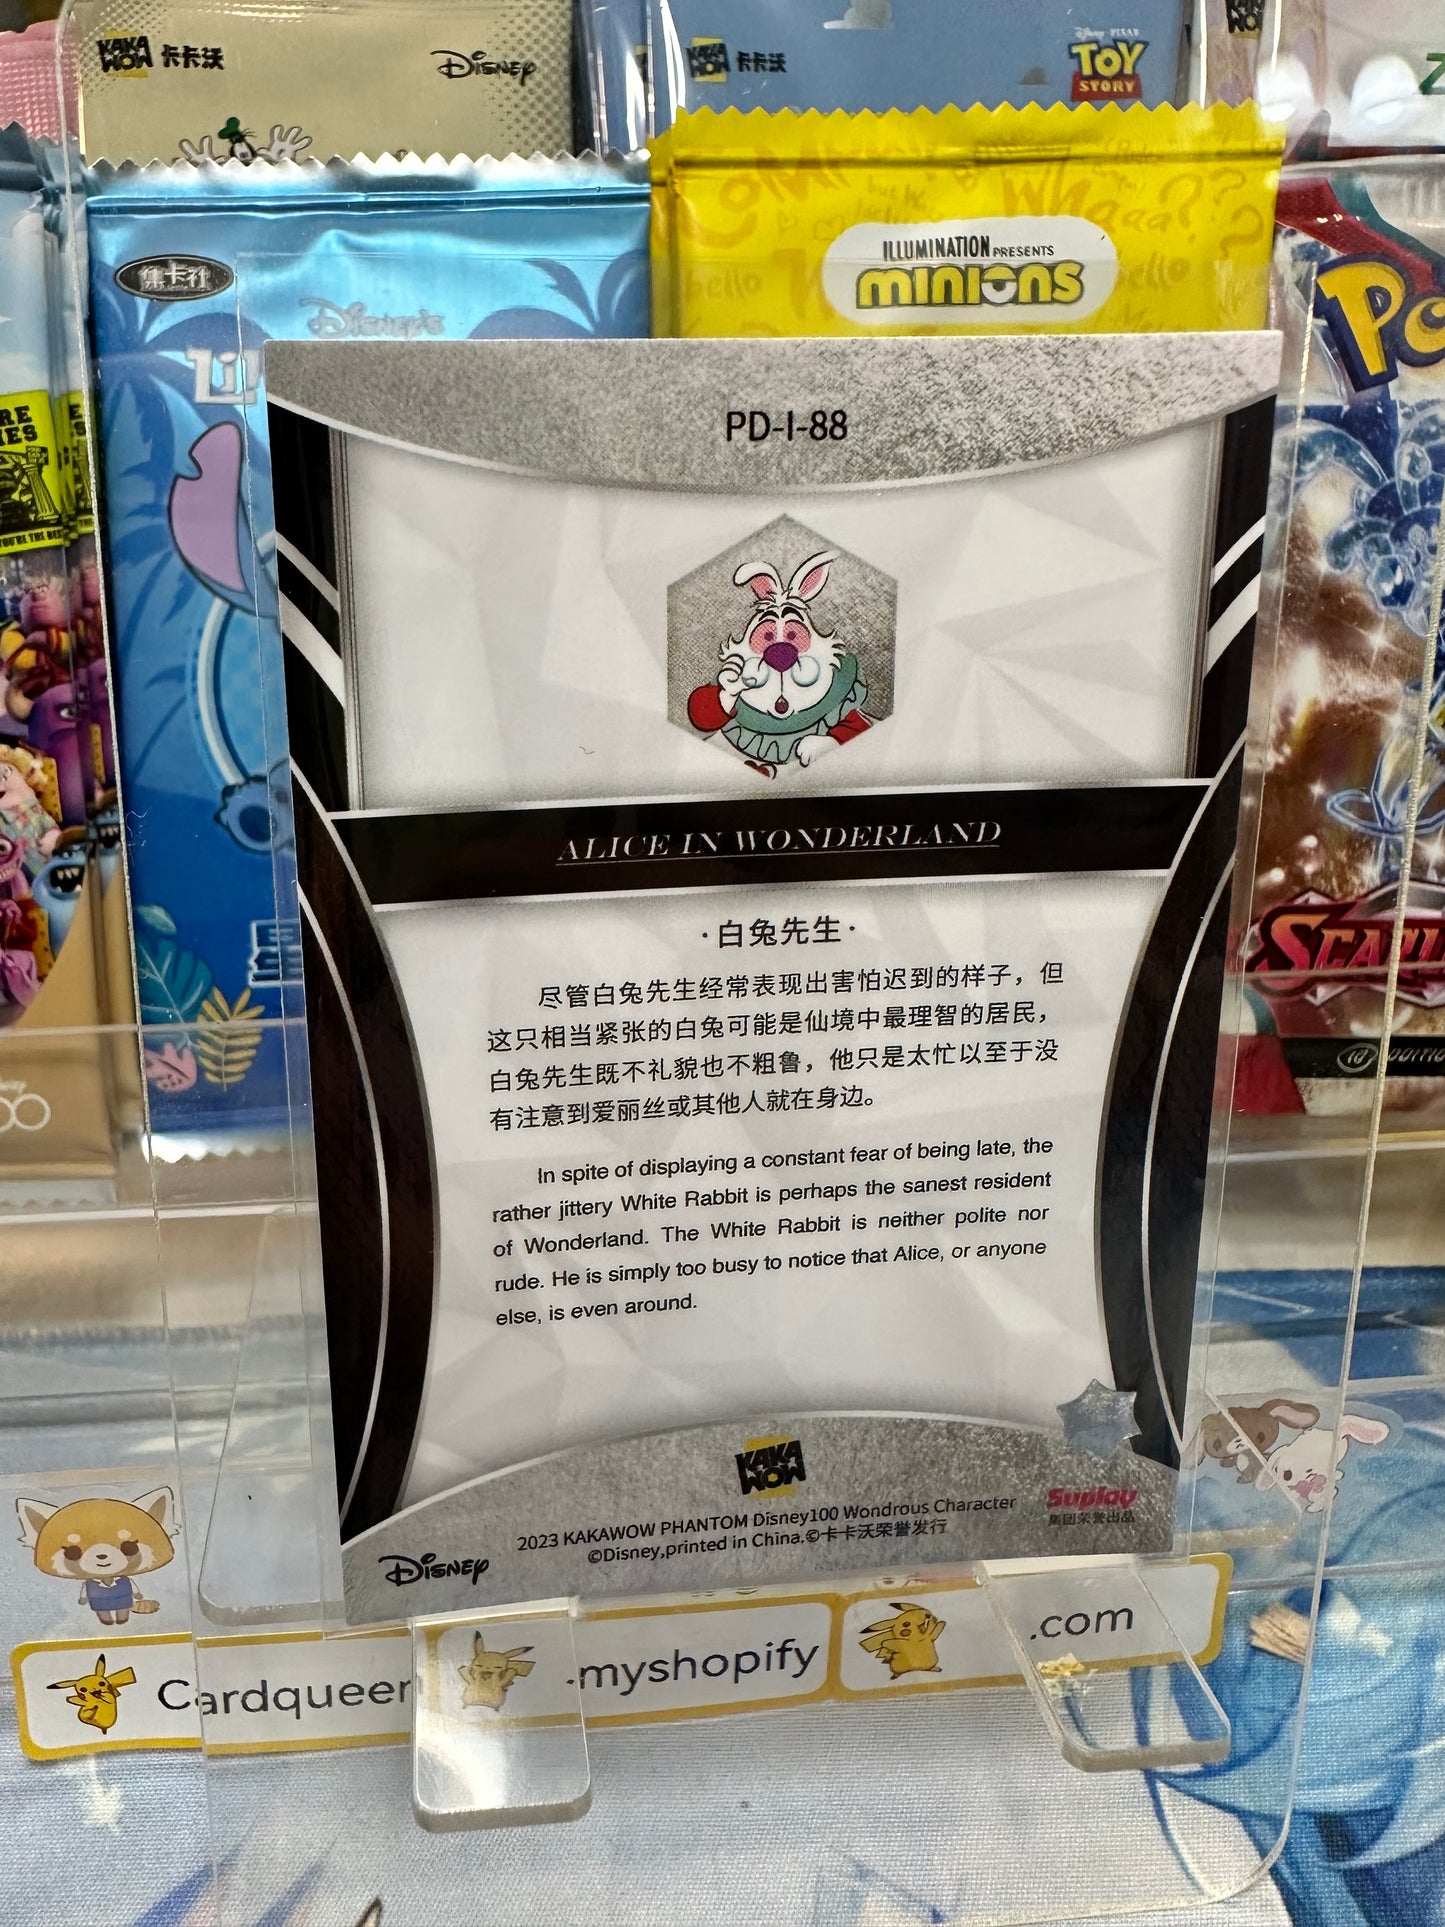 KAKA WOW 卡卡沃
Disney
KAKA WOW 卡卡沃
Disney PIXAR
TOY
STORY
集卡社
Disney's
Lil
ILLUMINATION PRESENTS
minions
hello
Whaaa?
PD-I-88
ALICE IN WONDERLAND
·白兔先生·
尽管白兔先生经常表现出害怕迟到的样子，但
这只相当紧张的白兔可能是仙境中最理智的居民，
白兔先生既不礼貌也不粗鲁，他只是太忙以至于没
有注意到爱丽丝或其他人就在身边。
In spite of displaying a constant fear of being late, the
rather jittery White Rabbit is perhaps the sanest resident
of Wonderland. The White Rabbit is neither polite nor
rude. He is simply too busy to notice that Alice, or anyone
else, is even around.
KAKA
WOW
2023 KAKAWOW PHANTOM Disney100 Wondrous Character
©Disney,printed in China.©卡卡沃荣誉发行
Disney
Suplay
集团荣誉出品
Cardqueen .myshopify .com